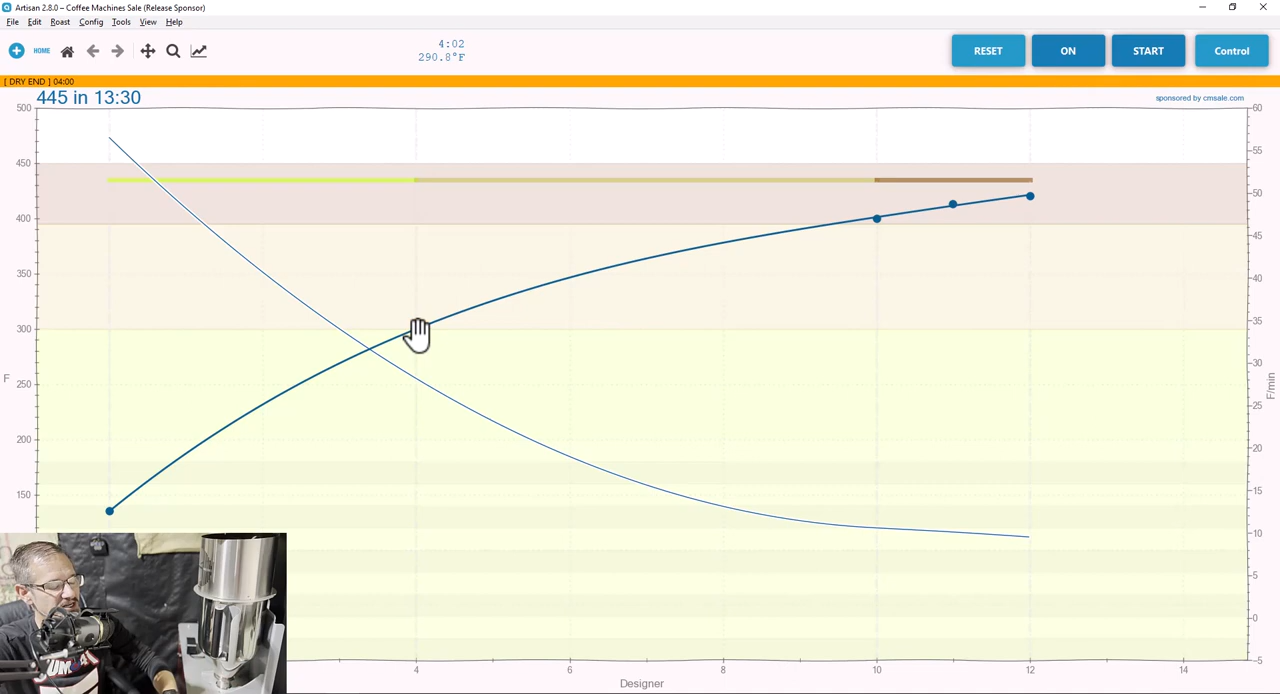 Artisan 2.8.0 – Coffee Machines Sale (Release Sponsor)
File Edit Roast Config Tools View Help
HOME
4:02
290.8°F
RESET ON START Control
[ DRY END ] 04:00
445 in 13:30
sponsored by cmsale.com
500
450
400
350
300
250
200
150
F
60
55
50
45
40
35
30
25
20
15
10
5
0
-5
F/min
4 6 8 10 12 14
Designer